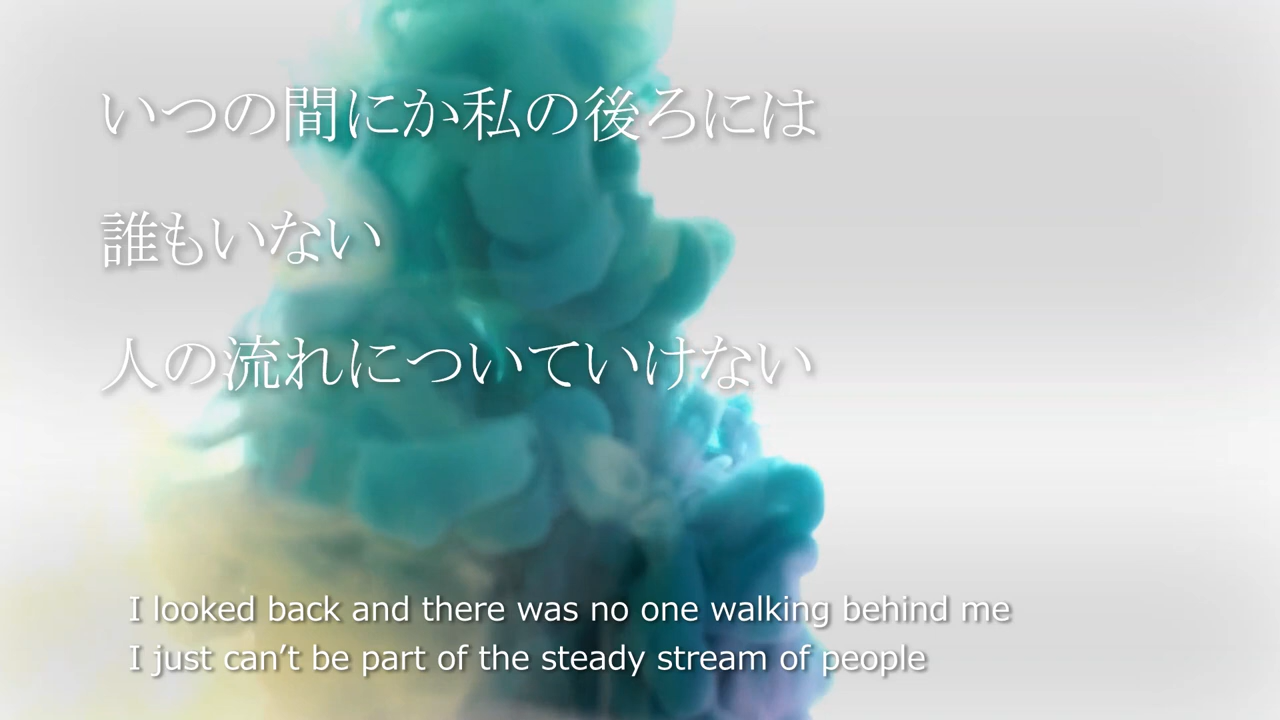 いつの間にか私の後ろには
誰もいない
人の流れについていけない
I looked back and there was no one walking behind me
I just can’t be part of the steady stream of people